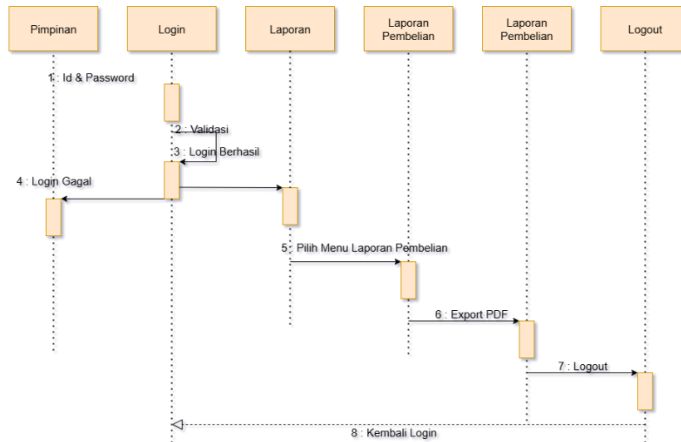 Pimpinan
Login
Laporan
Laporan
Pembelian
Laporan
Pembelian
Logout
1 : Id & Password
2 : Validasi
3 : Login Berhasil
4 : Login Gagal
5 : Pilih Menu Laporan Pembelian
6 : Export PDF
7 : Logout
8 : Kembali Login